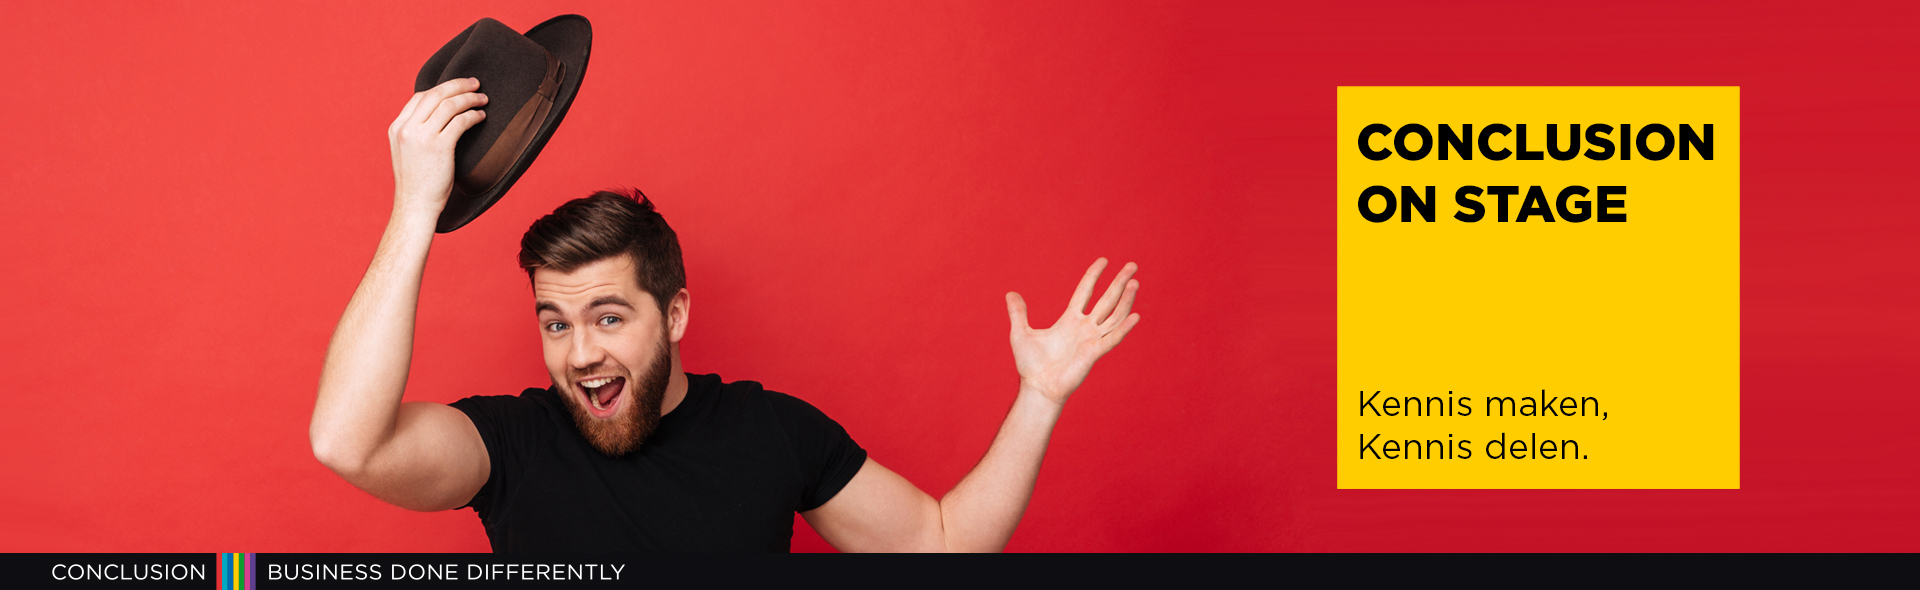 CONCLUSION
ON STAGE
Kennis maken,
Kennis delen.
CONCLUSION BUSINESS DONE DIFFERENTLY